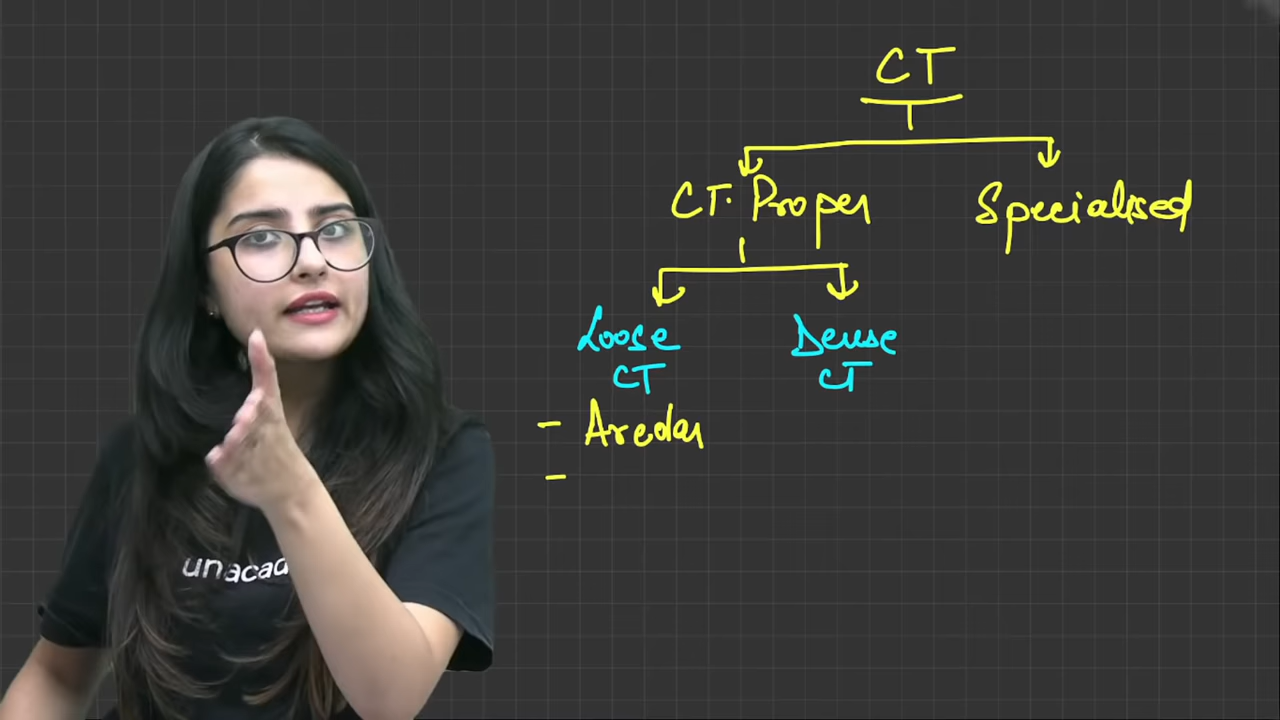 CT
CT. Proper Specialised
Loose Dense
CT CT
- Areolar
-
unacad